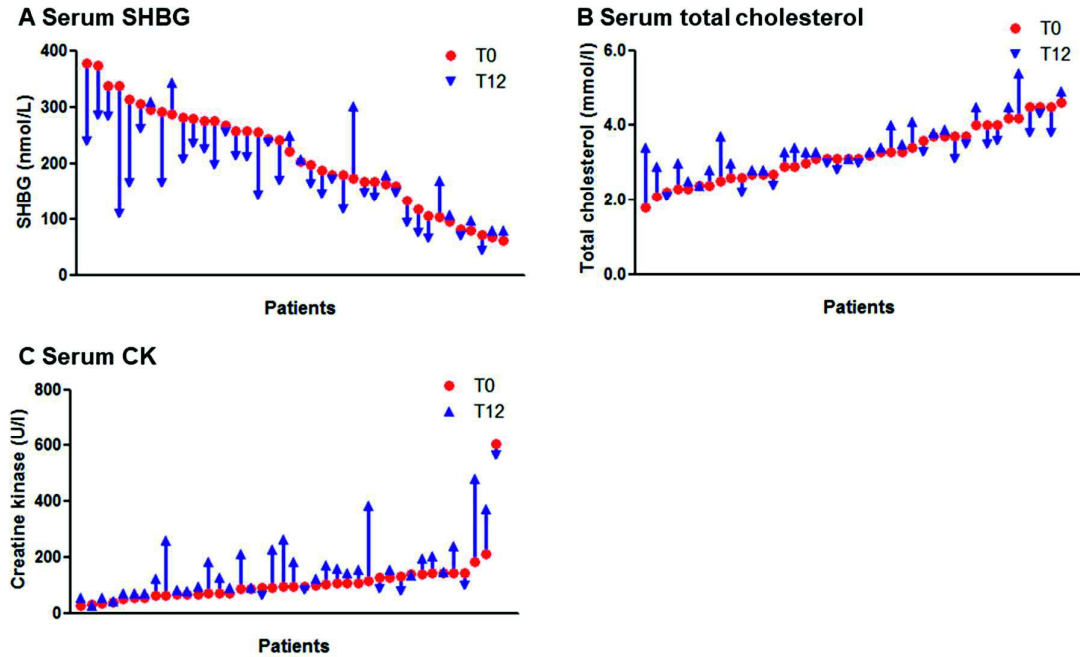 A Serum SHBG
SHBG (nmol/L)
400
300
200
100
0
T0
T12
Patients
B Serum total cholesterol
Total cholesterol (mmol/l)
6.0
4.0
2.0
0.0
T0
T12
Patients
C Serum CK
Creatine kinase (U/l)
800
600
400
200
0
T0
T12
Patients